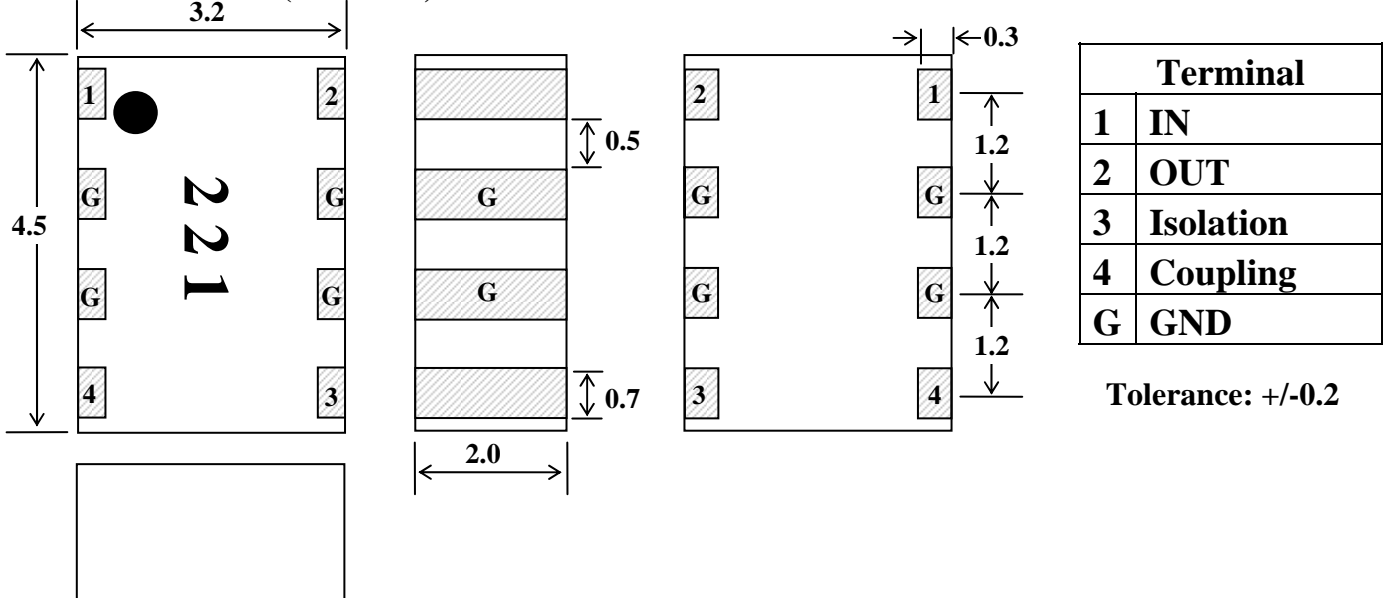 3.2
4.5
1
2
G
G
G
G
4
3
221
G
G
0.5
0.7
2.0
0.3
2
1
G
G
G
G
3
4
1.2
1.2
1.2
Terminal
1 IN
2 OUT
3 Isolation
4 Coupling
G GND
Tolerance: +/-0.2